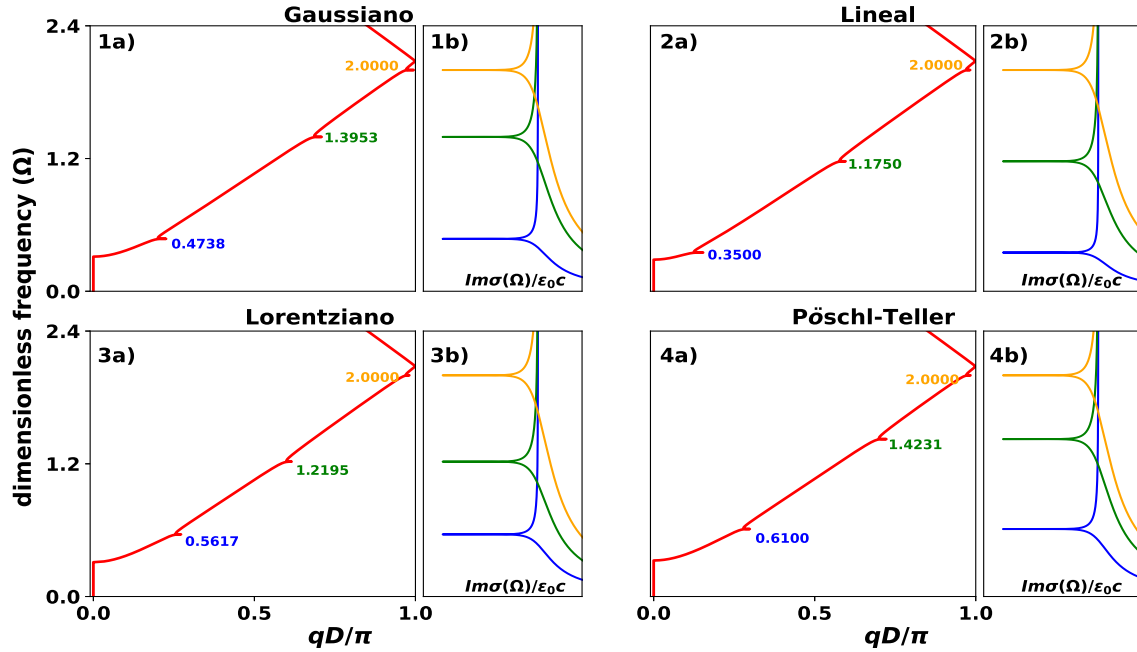 Gaussiano
Lineal
2.4
1a)
1b)
2a)
2b)
2.0000
2.0000
1.3953
1.2
1.1750
0.4738
0.3500
0.0
Imσ(Ω)/ε₀c
Imσ(Ω)/ε₀c
dimensionless frequency (Ω)
Lorentziano
Pöschl-Teller
2.4
3a)
3b)
4a)
4b)
2.0000
2.0000
1.2
1.2195
1.4231
0.5617
0.6100
0.0
Imσ(Ω)/ε₀c
Imσ(Ω)/ε₀c
0.0
0.5
1.0
0.0
0.5
1.0
qD/π
qD/π